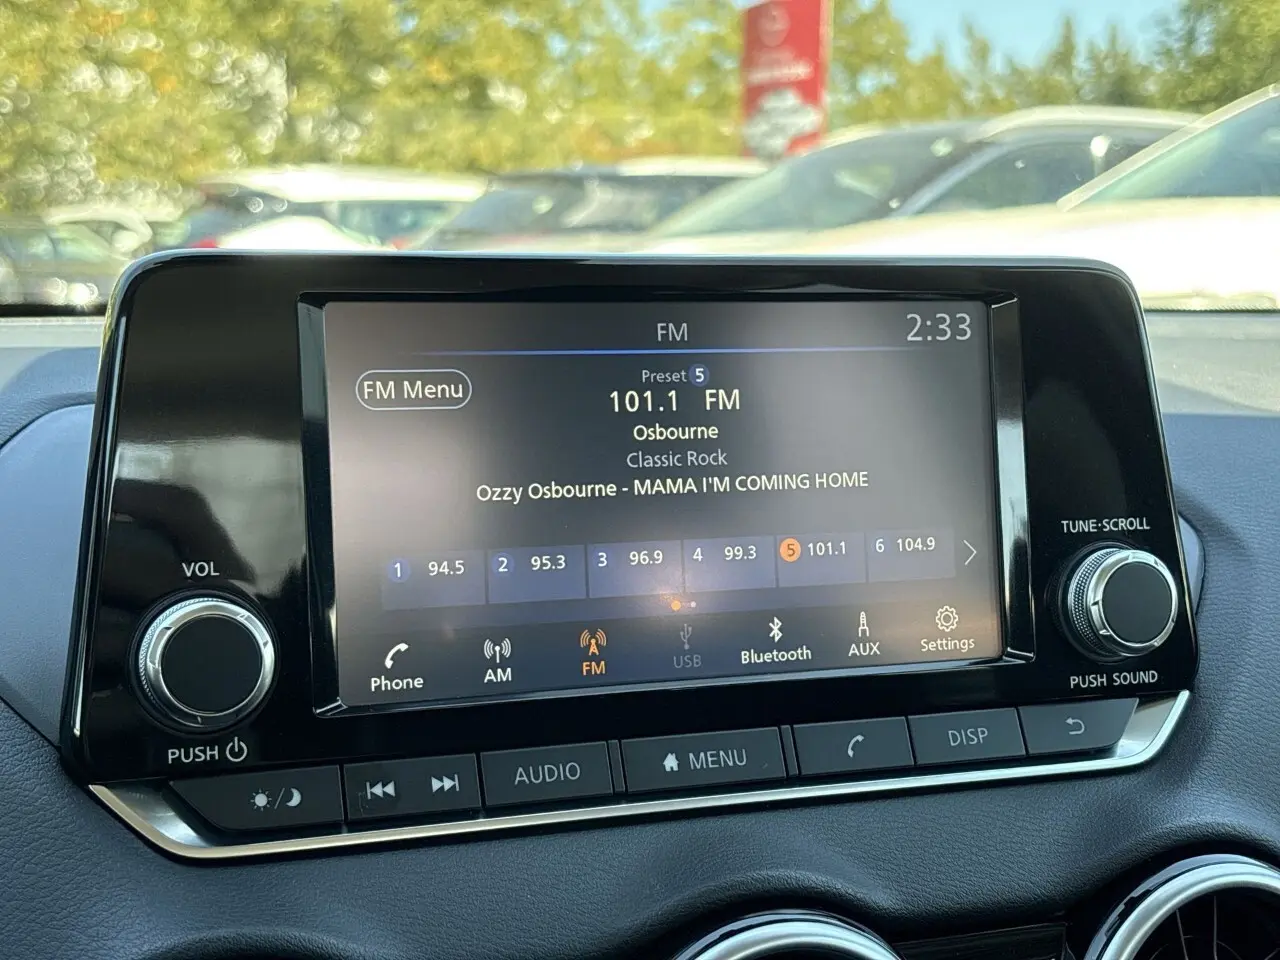 FM
2:33
FM Menu
Preset 5
101.1 FM
Osbourne
Classic Rock
Ozzy Osbourne - MAMA I'M COMING HOME
1 94.5 2 95.3 3 96.9 4 99.3 5 101.1 6 104.9
Phone AM FM USB Bluetooth AUX Settings
VOL
PUSH
TUNE·SCROLL
PUSH SOUND
AUDIO MENU DISP